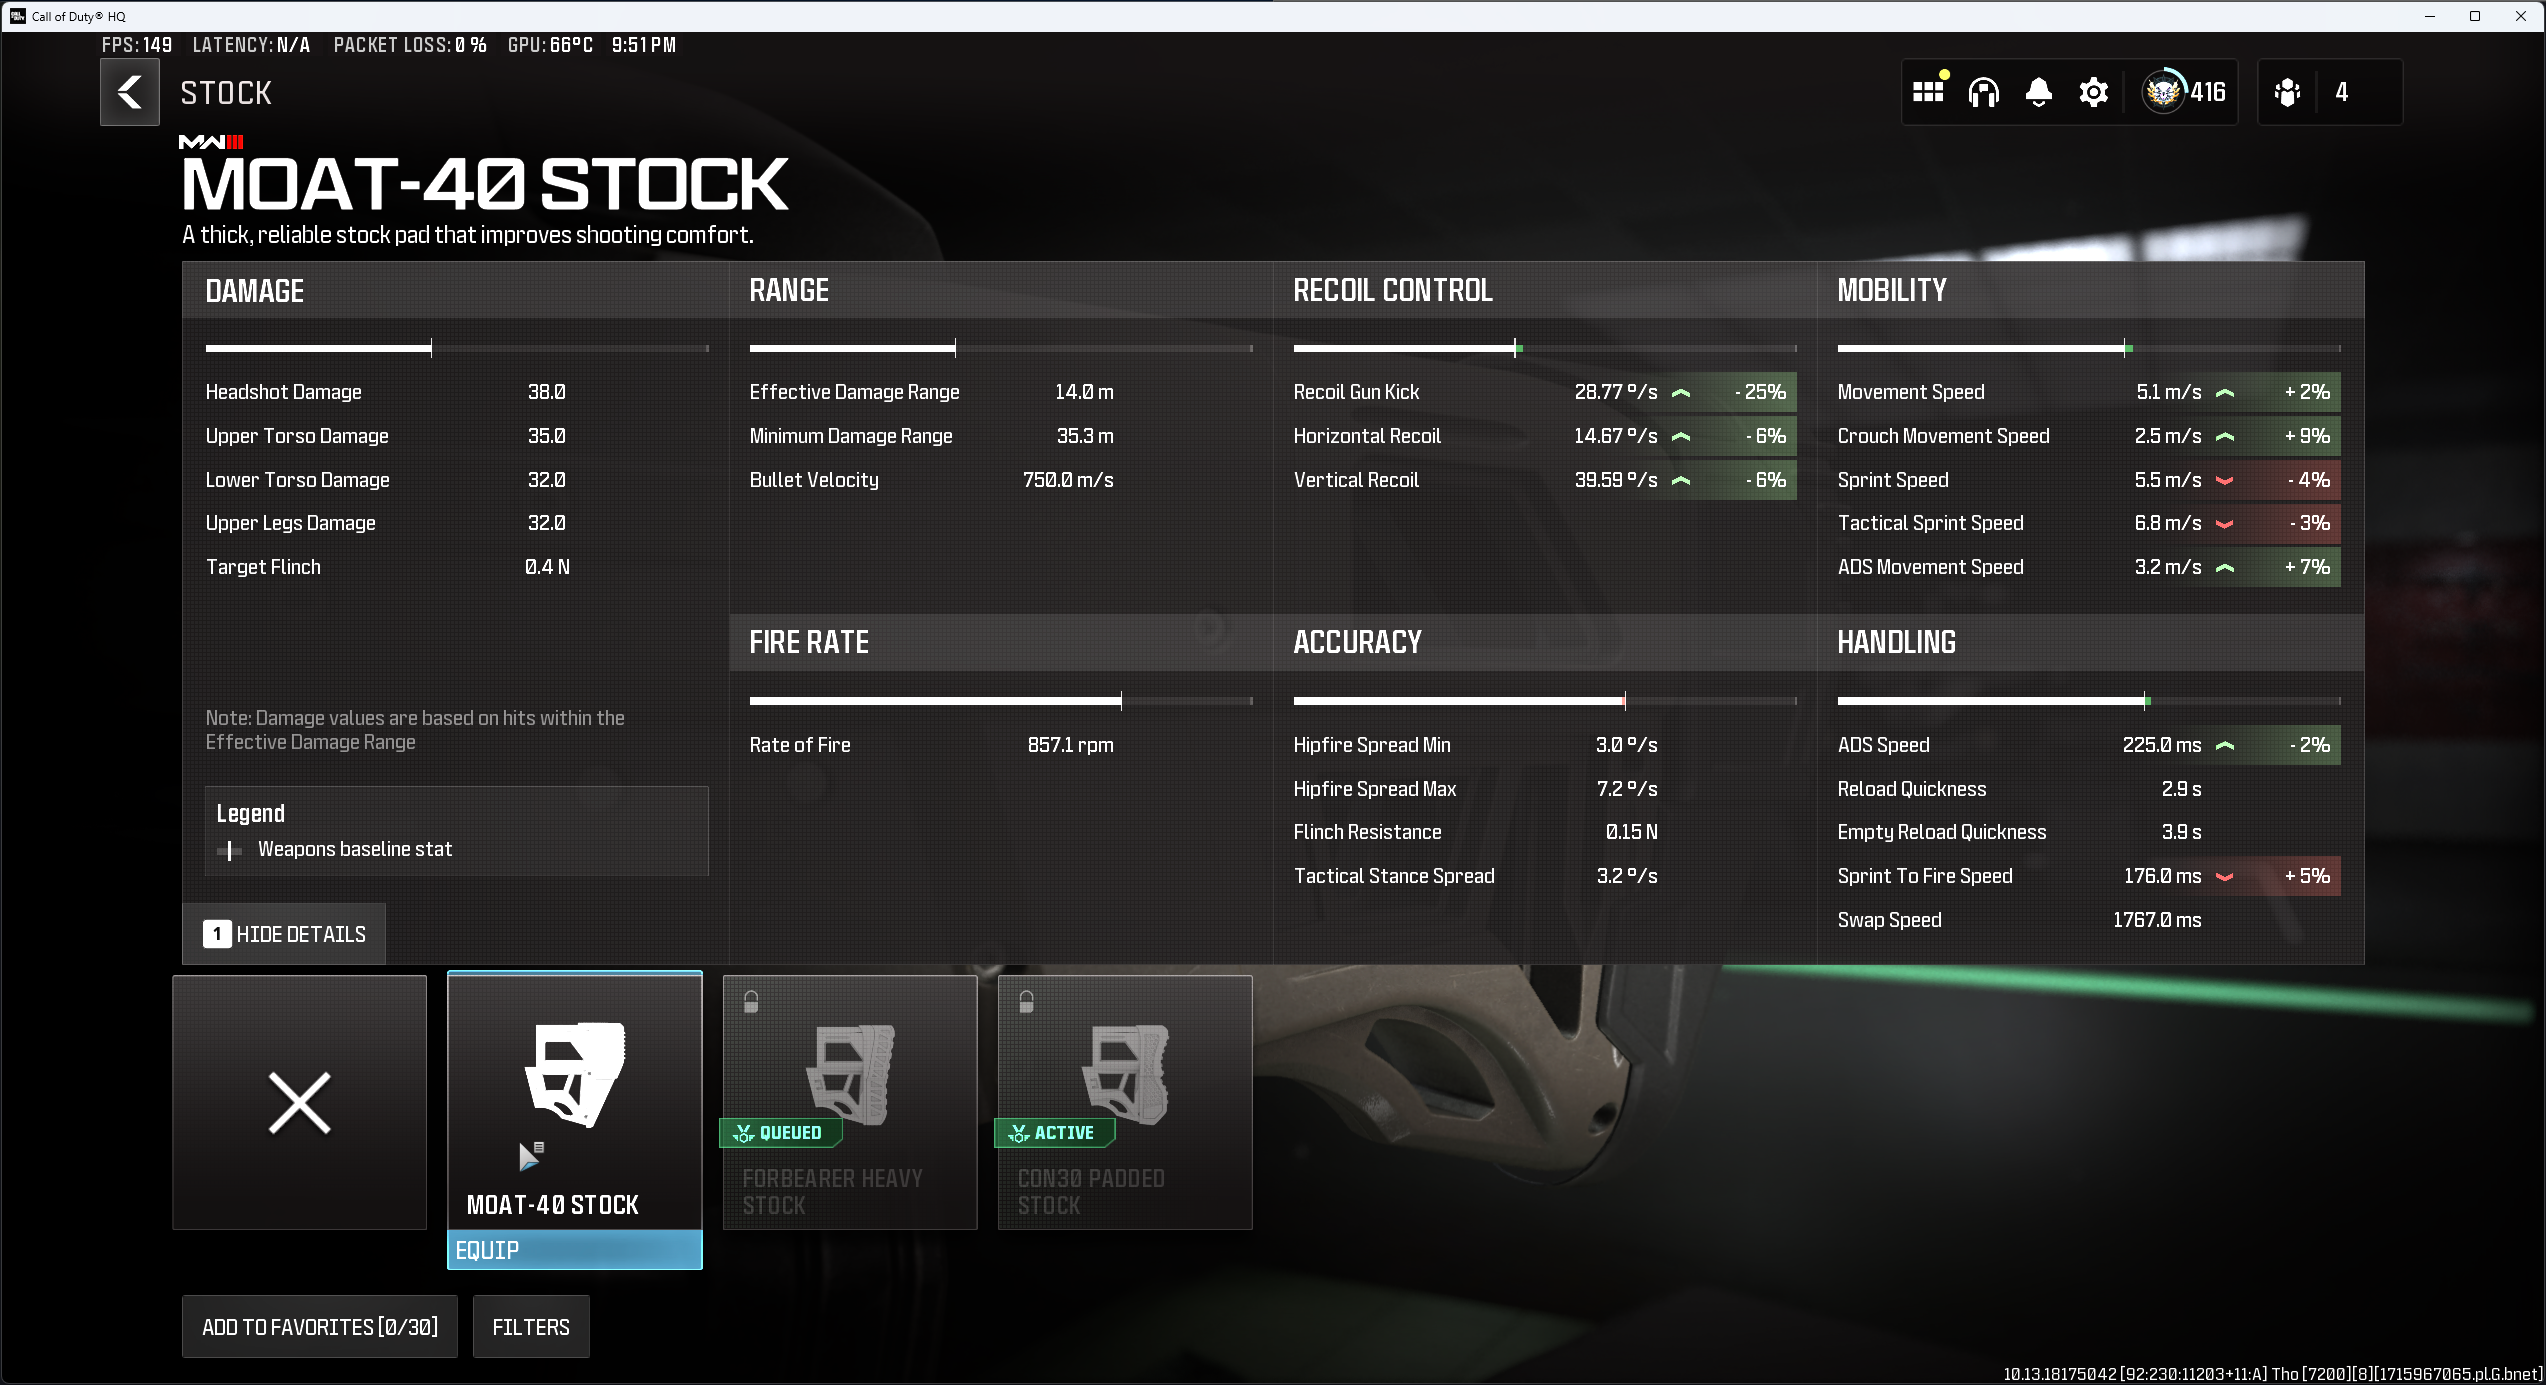 Call of Duty® HQ
FPS: 149 LATENCY: N/A PACKET LOSS: 0 % GPU: 66°C 9:51 PM
STOCK
416
4
MWIII
MOAT-40 STOCK
A thick, reliable stock pad that improves shooting comfort.
DAMAGE
Headshot Damage 38.0
Upper Torso Damage 35.0
Lower Torso Damage 32.0
Upper Legs Damage 32.0
Target Flinch 0.4 N
Note: Damage values are based on hits within the
Effective Damage Range
Legend
Weapons baseline stat
1 HIDE DETAILS
RANGE
Effective Damage Range 14.0 m
Minimum Damage Range 35.3 m
Bullet Velocity 750.0 m/s
FIRE RATE
Rate of Fire 857.1 rpm
RECOIL CONTROL
Recoil Gun Kick 28.77 º/s - 25%
Horizontal Recoil 14.67 º/s - 6%
Vertical Recoil 39.59 º/s - 6%
ACCURACY
Hipfire Spread Min 3.0 º/s
Hipfire Spread Max 7.2 º/s
Flinch Resistance 0.15 N
Tactical Stance Spread 3.2 º/s
MOBILITY
Movement Speed 5.1 m/s + 2%
Crouch Movement Speed 2.5 m/s + 9%
Sprint Speed 5.5 m/s - 4%
Tactical Sprint Speed 6.8 m/s - 3%
ADS Movement Speed 3.2 m/s + 7%
HANDLING
ADS Speed 225.0 ms - 2%
Reload Quickness 2.9 s
Empty Reload Quickness 3.9 s
Sprint To Fire Speed 176.0 ms + 5%
Swap Speed 1767.0 ms
MOAT-40 STOCK
EQUIP
QUEUED
FORBEARER HEAVY
STOCK
ACTIVE
CON30 PADDED
STOCK
ADD TO FAVORITES [0/30]
FILTERS
10.13.18175042 [92:230:11203+11:A] Tho [7200][8][1715967065.pl.G.bnet]